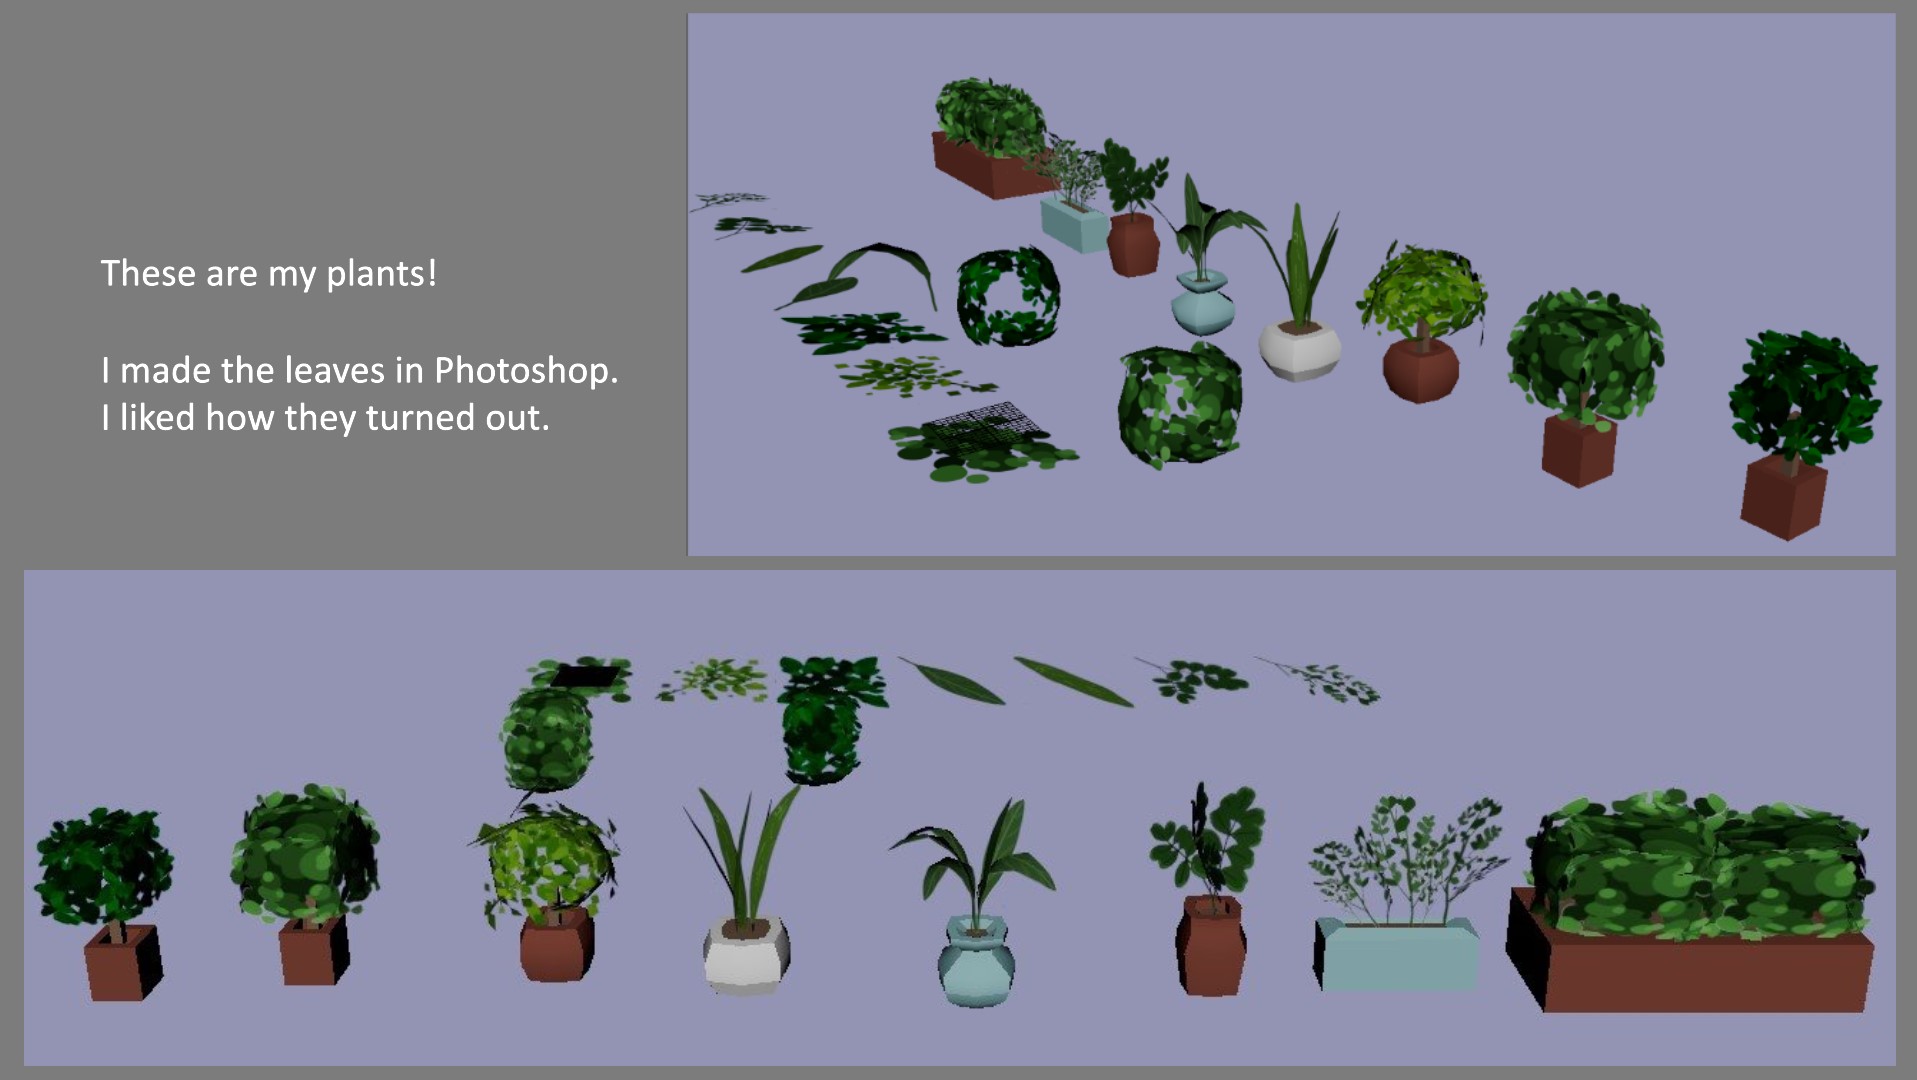 These are my plants!
I made the leaves in Photoshop.
I liked how they turned out.